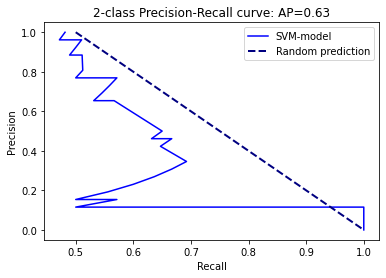 2-class Precision-Recall curve: AP=0.63
SVM-model
Random prediction
Precision
1.0
0.8
0.6
0.4
0.2
0.0
0.5
0.6
0.7
0.8
0.9
1.0
Recall